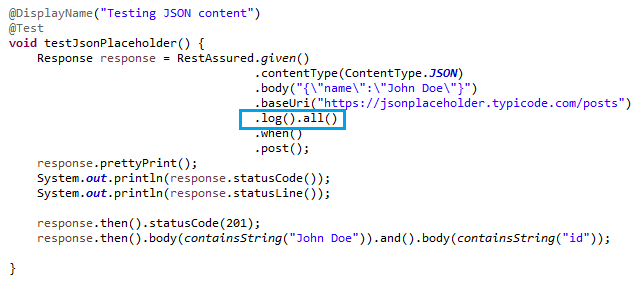 @DisplayName("Testing JSON content")
@Test
void testJsonPlaceholder() {
Response response = RestAssured.given()
.contentType(ContentType.JSON)
.body("{\"name\":\"John Doe\"}")
.baseUri("https://jsonplaceholder.typicode.com/posts")
.log().all()
.when()
.post();
response.prettyPrint();
System.out.println(response.statusCode());
System.out.println(response.statusLine());
response.then().statusCode(201);
response.then().body(containsString("John Doe")).and().body(containsString("id"));
}